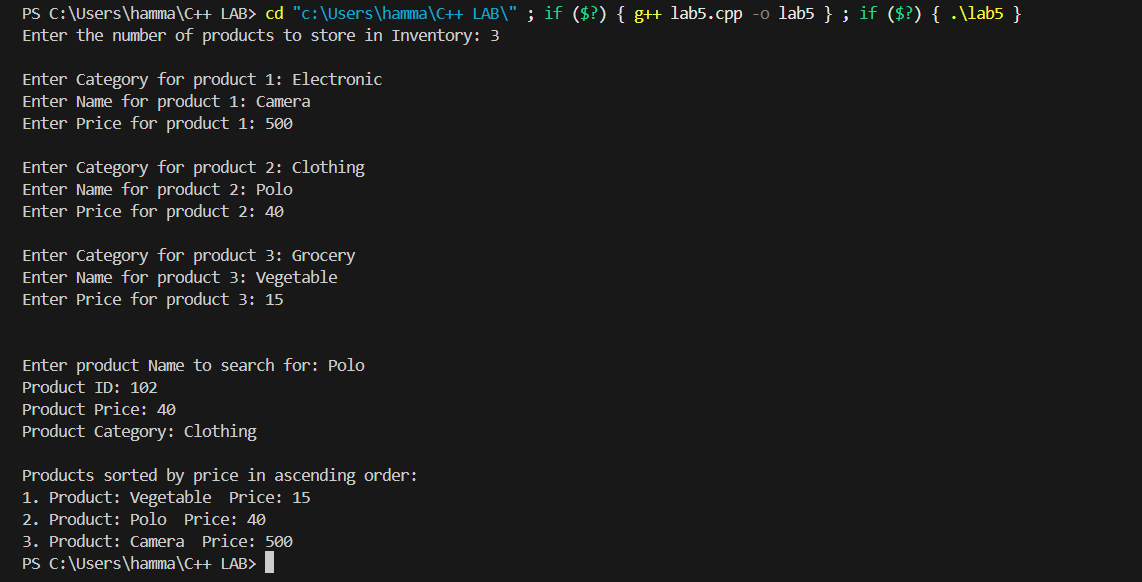 PS C:\Users\hamma\C++ LAB> cd "c:\Users\hamma\C++ LAB\" ; if ($?) { g++ lab5.cpp -o lab5 } ; if ($?) { .\lab5 }
Enter the number of products to store in Inventory: 3
Enter Category for product 1: Electronic
Enter Name for product 1: Camera
Enter Price for product 1: 500
Enter Category for product 2: Clothing
Enter Name for product 2: Polo
Enter Price for product 2: 40
Enter Category for product 3: Grocery
Enter Name for product 3: Vegetable
Enter Price for product 3: 15
Enter product Name to search for: Polo
Product ID: 102
Product Price: 40
Product Category: Clothing
Products sorted by price in ascending order:
1. Product: Vegetable  Price: 15
2. Product: Polo  Price: 40
3. Product: Camera  Price: 500
PS C:\Users\hamma\C++ LAB>